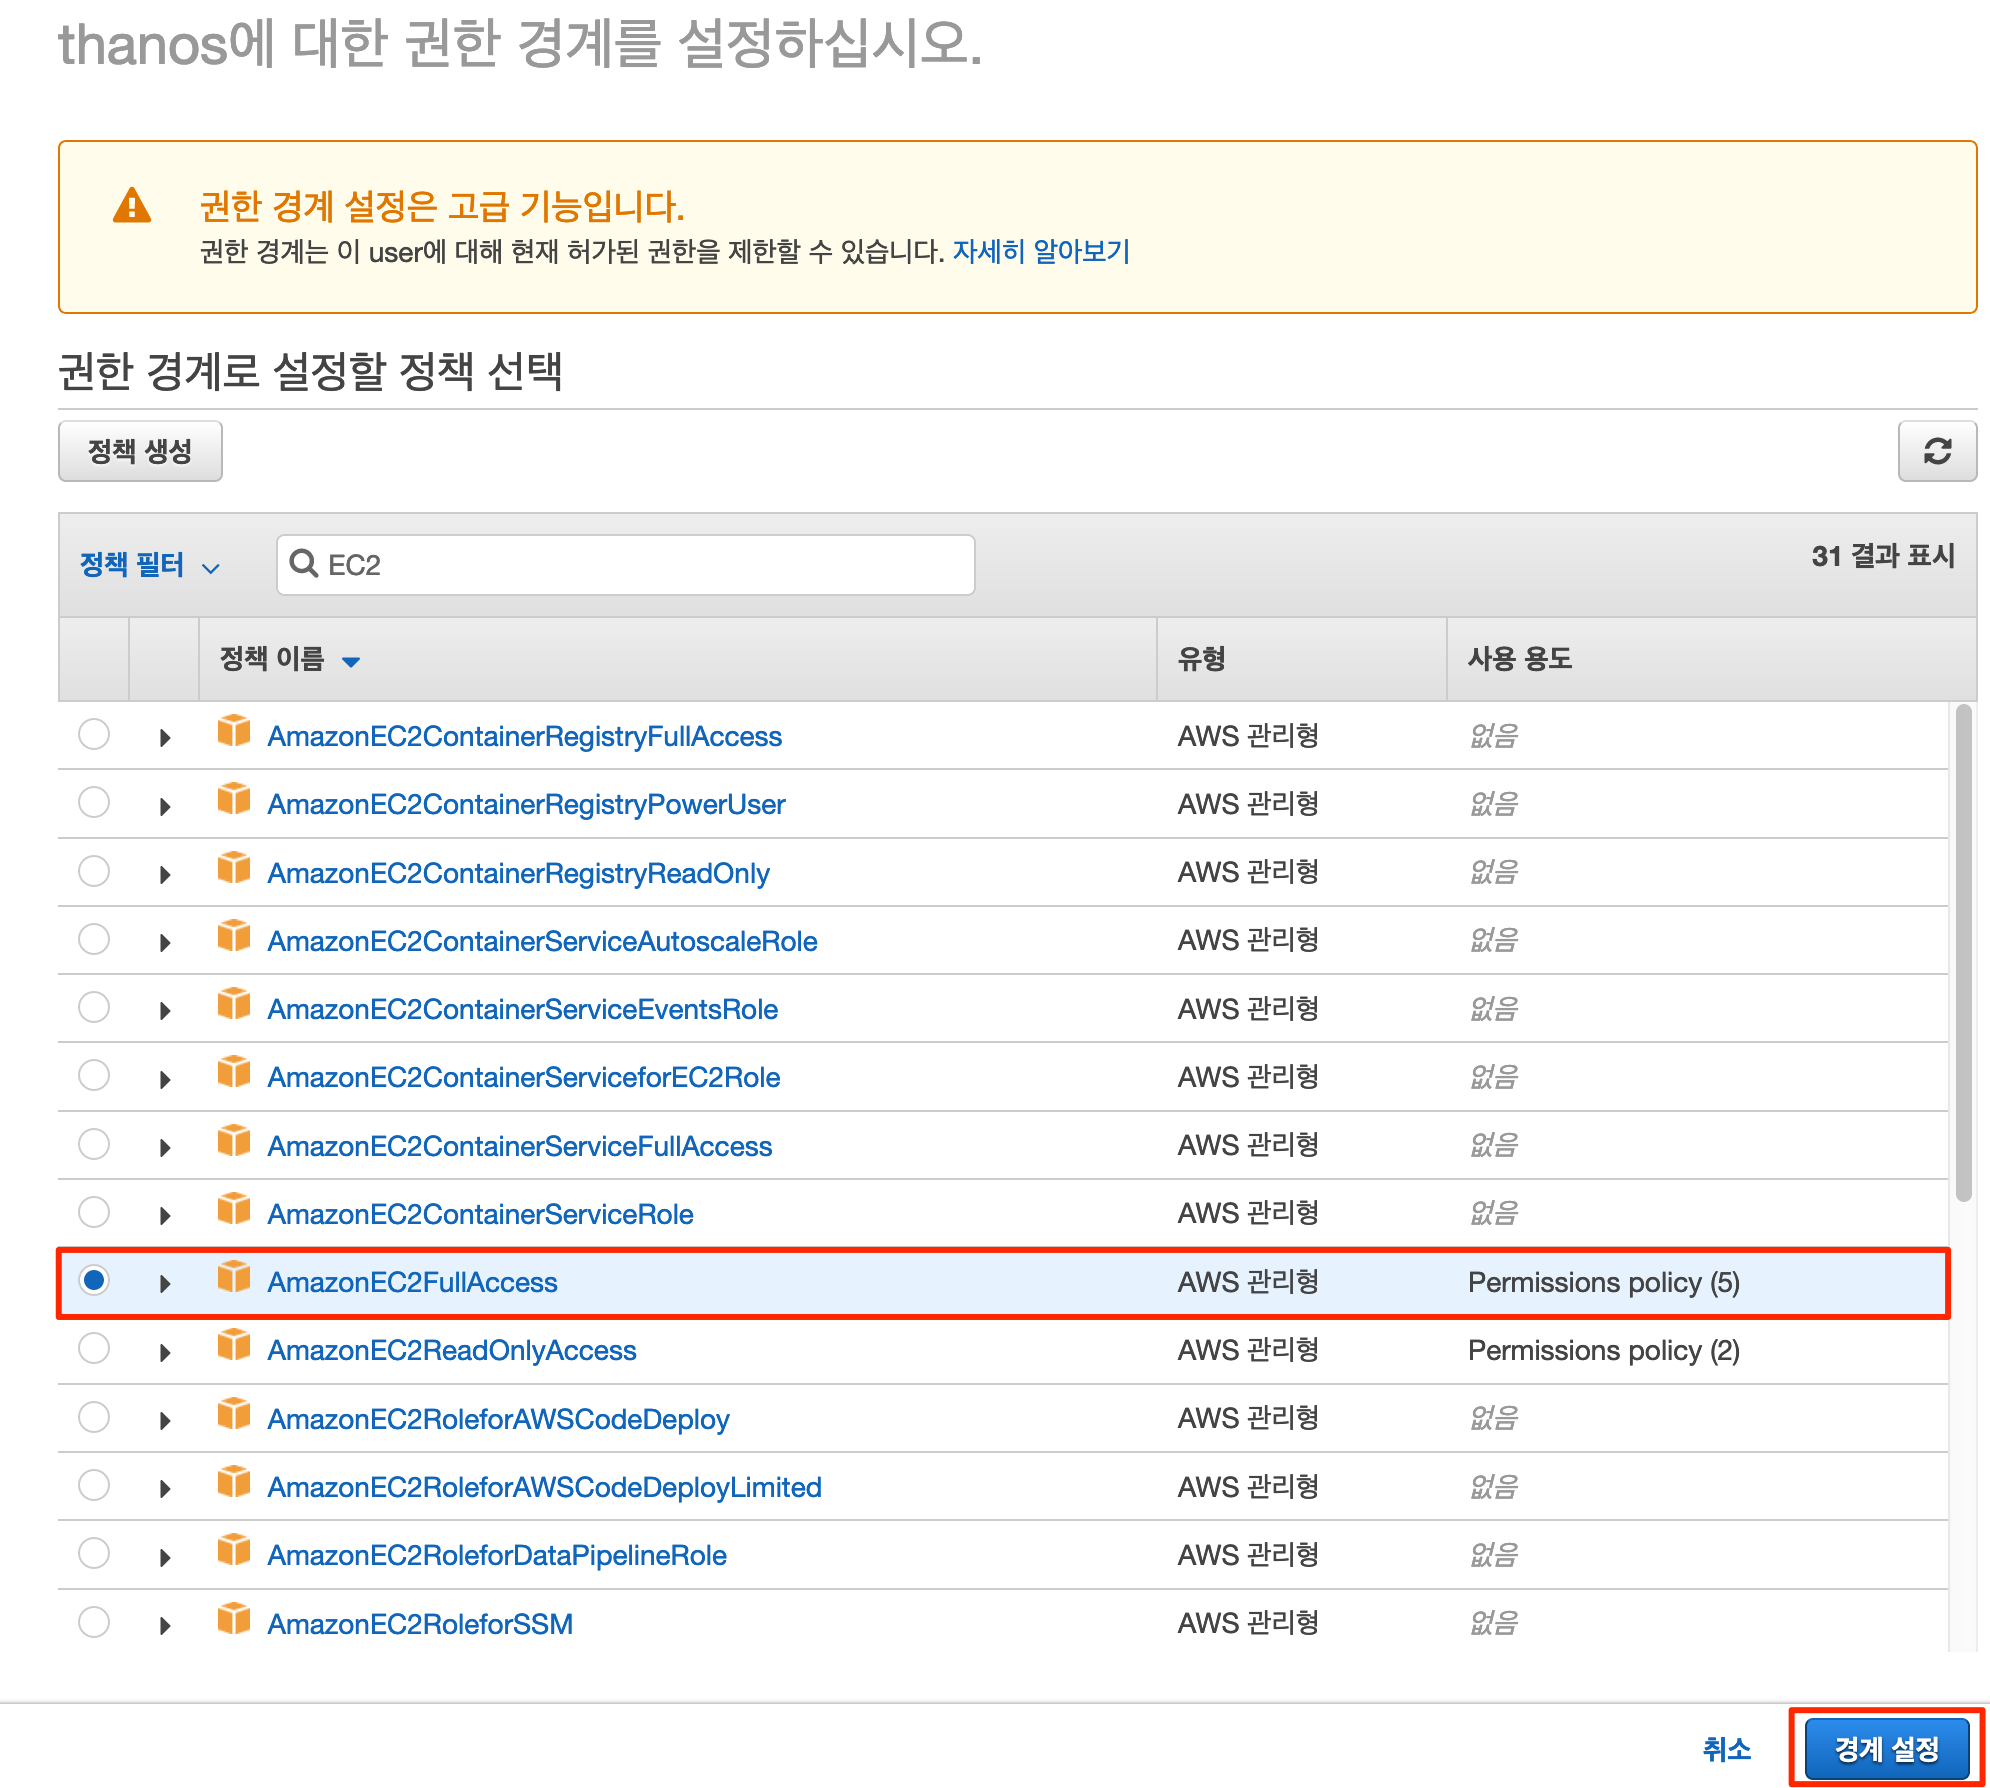 thanos에 대한 권한 경계를 설정하십시오.
권한 경계 설정은 고급 기능입니다.
권한 경계는 이 user에 대해 현재 허가된 권한을 제한할 수 있습니다. 자세히 알아보기
권한 경계로 설정할 정책 선택
정책 생성
정책 필터 EC2 31 결과 표시
정책 이름 유형 사용 용도
AmazonEC2ContainerRegistryFullAccess AWS 관리형 없음
AmazonEC2ContainerRegistryPowerUser AWS 관리형 없음
AmazonEC2ContainerRegistryReadOnly AWS 관리형 없음
AmazonEC2ContainerServiceAutoscaleRole AWS 관리형 없음
AmazonEC2ContainerServiceEventsRole AWS 관리형 없음
AmazonEC2ContainerServiceforEC2Role AWS 관리형 없음
AmazonEC2ContainerServiceFullAccess AWS 관리형 없음
AmazonEC2ContainerServiceRole AWS 관리형 없음
AmazonEC2FullAccess AWS 관리형 Permissions policy (5)
AmazonEC2ReadOnlyAccess AWS 관리형 Permissions policy (2)
AmazonEC2RoleforAWSCodeDeploy AWS 관리형 없음
AmazonEC2RoleforAWSCodeDeployLimited AWS 관리형 없음
AmazonEC2RoleforDataPipelineRole AWS 관리형 없음
AmazonEC2RoleforSSM AWS 관리형 없음
취소 경계 설정